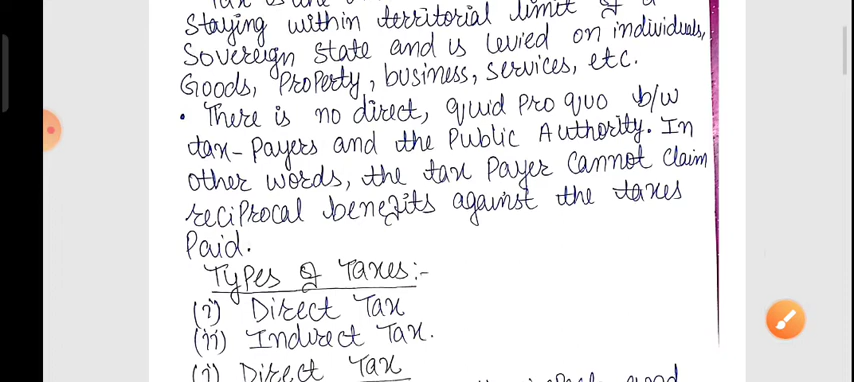 Staying within territorial limit of a
Sovereign State and is levied on individuals,
Goods, Property, business, services, etc.
• There is no direct, quid pro quo b/w
tax-payers and the Public Authority. In
other words, the tax Payer cannot claim
reciprocal benefits against the taxes
Paid.
Types of Taxes:-
(i) Direct Tax
(ii) Indirect Tax.
(i) Direct Tax